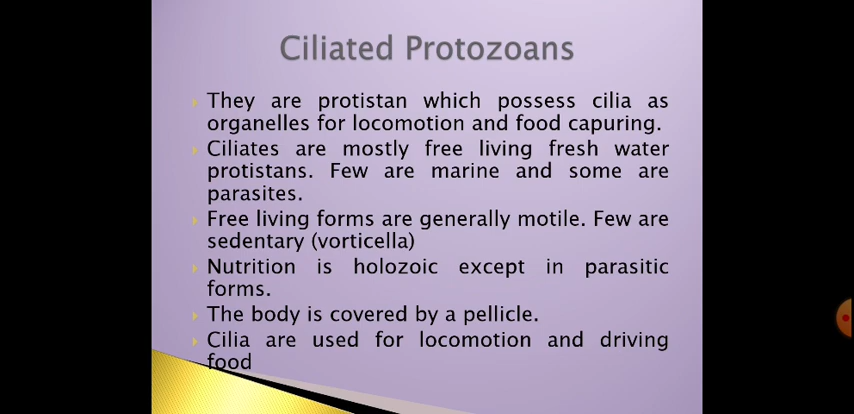 Ciliated Protozoans
They are protistan which possess cilia as
organelles for locomotion and food capuring.
Ciliates are mostly free living fresh water
protistans. Few are marine and some are
parasites.
Free living forms are generally motile. Few are
sedentary (vorticella)
Nutrition is holozoic except in parasitic
forms.
The body is covered by a pellicle.
Cilia are used for locomotion and driving
food